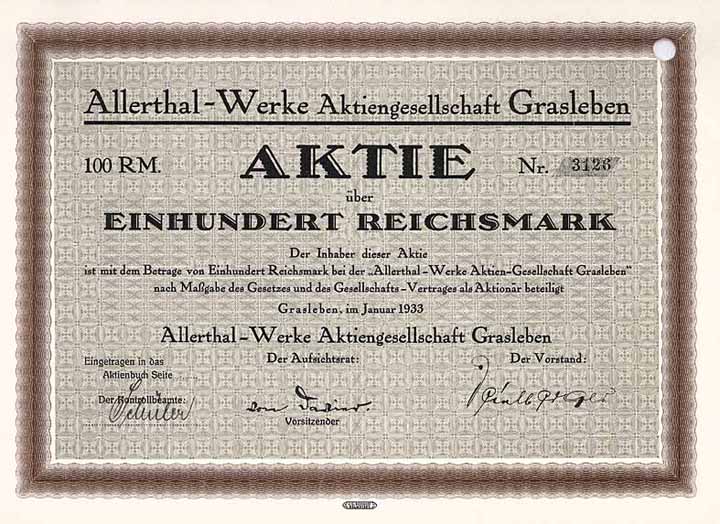 Allerthal-Werke Aktiengesellschaft Grasleben
100 RM. AKTIE Nr. 3126
über
EINHUNDERT REICHSMARK
Der Inhaber dieser Aktie
ist mit dem Betrage von Einhundert Reichsmark bei der „Allerthal-Werke Aktien-Gesellschaft Grasleben"
nach Maßgabe des Gesetzes und des Gesellschafts-Vertrages als Aktionär beteiligt
Grasleben, im Januar 1933
Allerthal-Werke Aktiengesellschaft Grasleben
Eingetragen in das Der Aufsichtsrat: Der Vorstand:
Aktienbuch Seite
Der Kontrollbeamte:
Vorsitzender